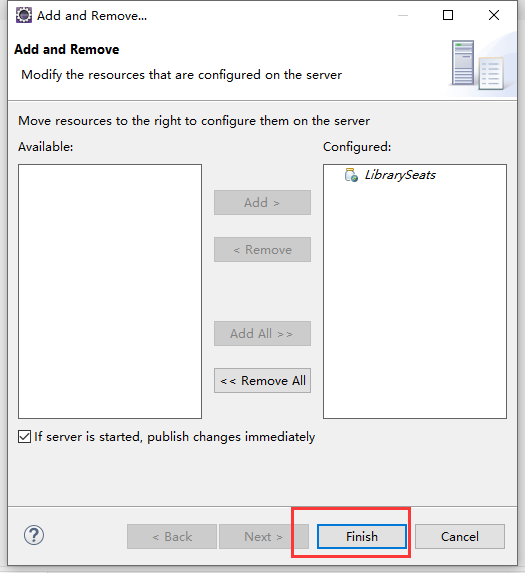 Add and Remove...
Add and Remove
Modify the resources that are configured on the server
Move resources to the right to configure them on the server
Available:
Configured:
LibrarySeats
Add >
< Remove
Add All >>
<< Remove All
If server is started, publish changes immediately
?
< Back
Next >
Finish
Cancel